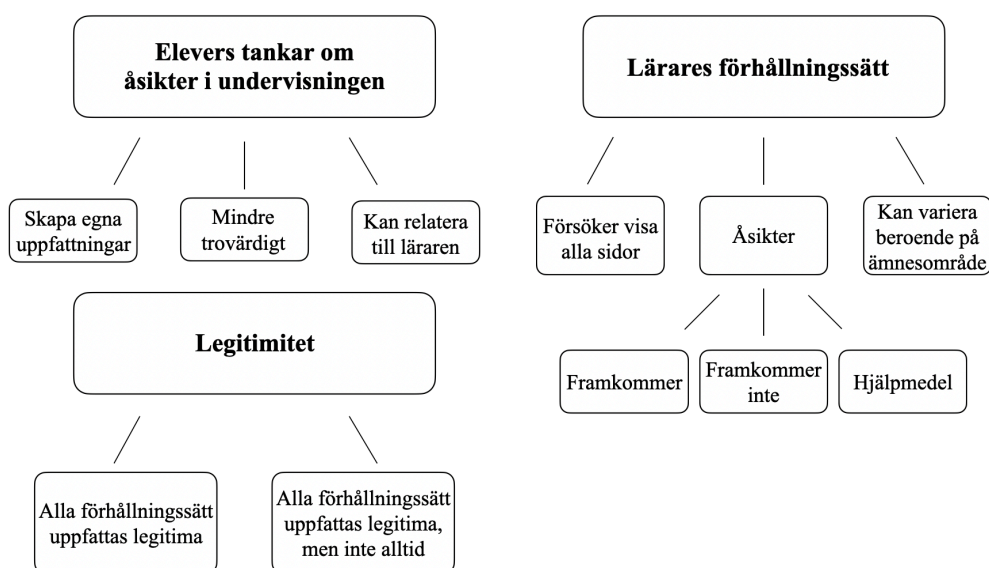 Elevers tankar om
åsikter i undervisningen
Skapa egna
uppfattningar
Mindre
trovärdigt
Kan relatera
till läraren
Legitimitet
Alla förhållningssätt
uppfattas legitima
Alla förhållningssätt
uppfattas legitima,
men inte alltid
Lärares förhållningssätt
Försöker visa
alla sidor
Åsikter
Kan variera
beroende på
ämnesområde
Framkommer
Framkommer
inte
Hjälpmedel